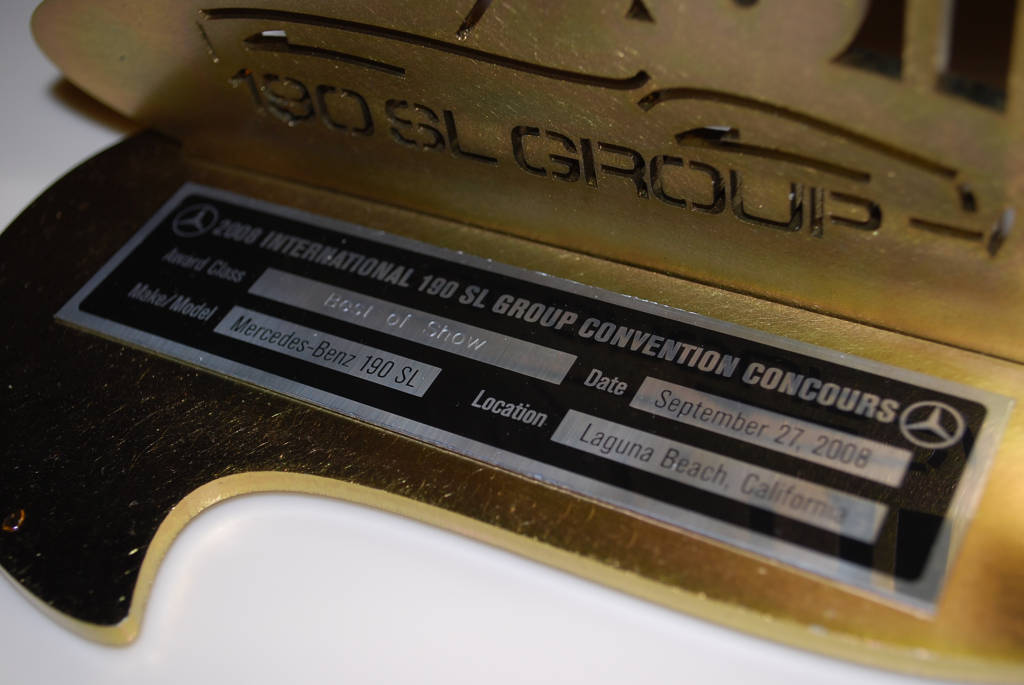 190 SL GROUP
2008 INTERNATIONAL 190 SL GROUP CONVENTION CONCOURS
Award Class Best of Show
Date September 27, 2008
Make/Model Mercedes-Benz 190 SL
Location Laguna Beach, California